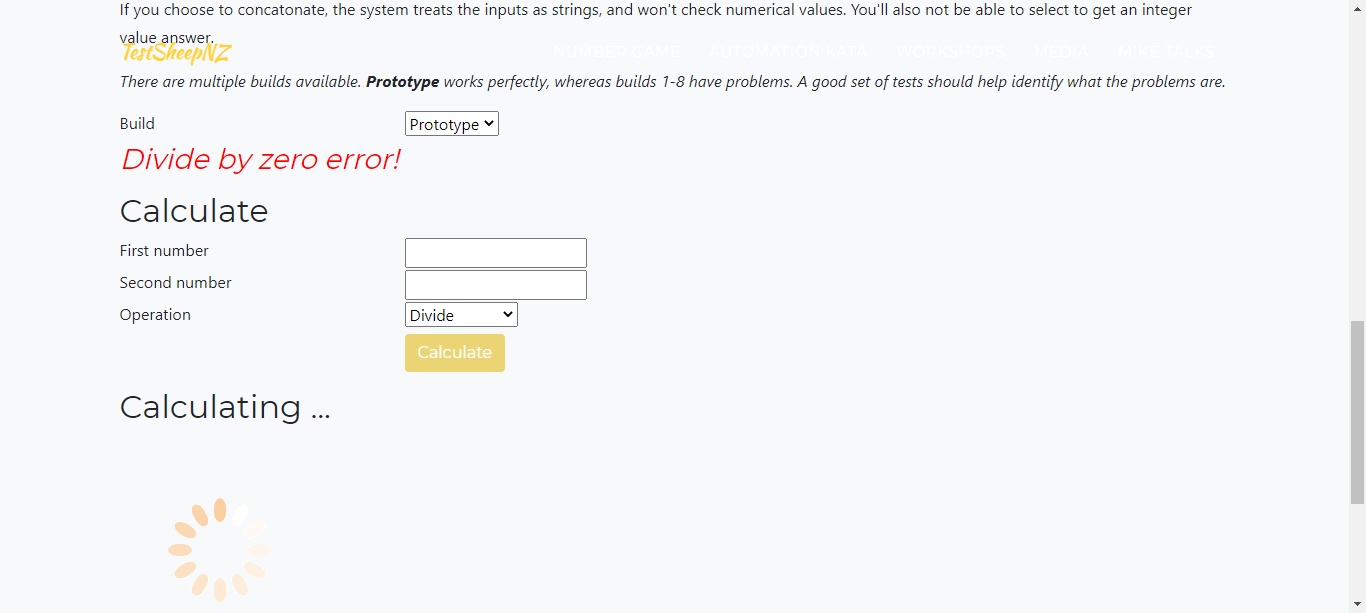 If you choose to concatonate, the system treats the inputs as strings, and won't check numerical values. You'll also not be able to select to get an integer
value answer.
TestSheepNZ NUMBER GAME AUTOMATION KATA WORKSHOPS MEDIA MIKE TALKS
There are multiple builds available. Prototype works perfectly, whereas builds 1-8 have problems. A good set of tests should help identify what the problems are.
Build Prototype
Divide by zero error!
Calculate
First number
Second number
Operation Divide
Calculate
Calculating ...